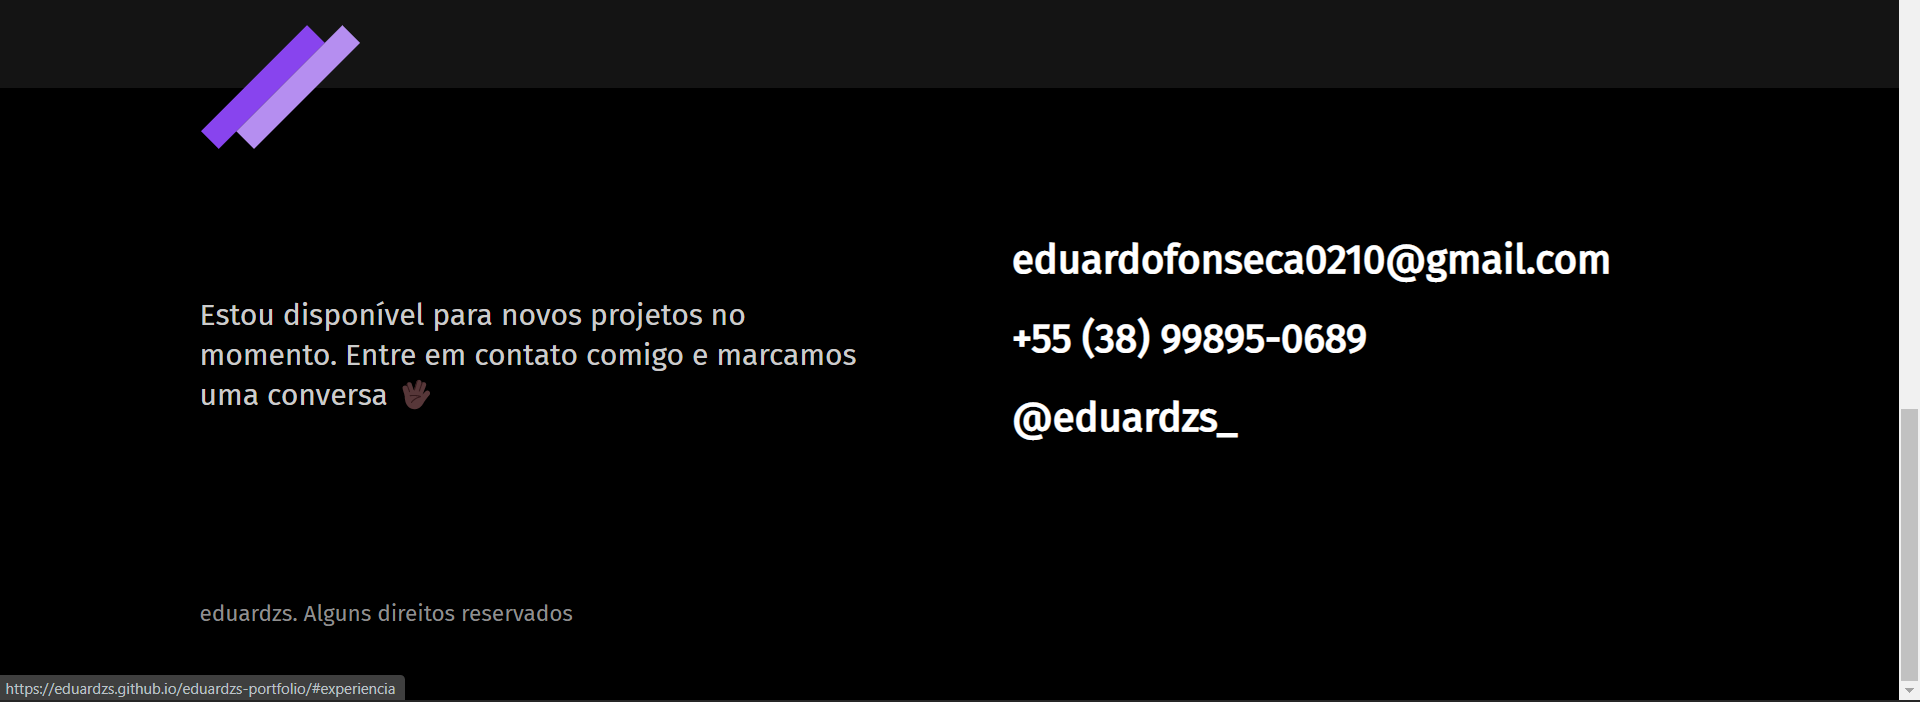 Estou disponível para novos projetos no
momento. Entre em contato comigo e marcamos
uma conversa 🖐🏿
eduardofonseca0210@gmail.com
+55 (38) 99895-0689
@eduardzs_
eduardzs. Alguns direitos reservados
https://eduardzs.github.io/eduardzs-portfolio/#experiencia